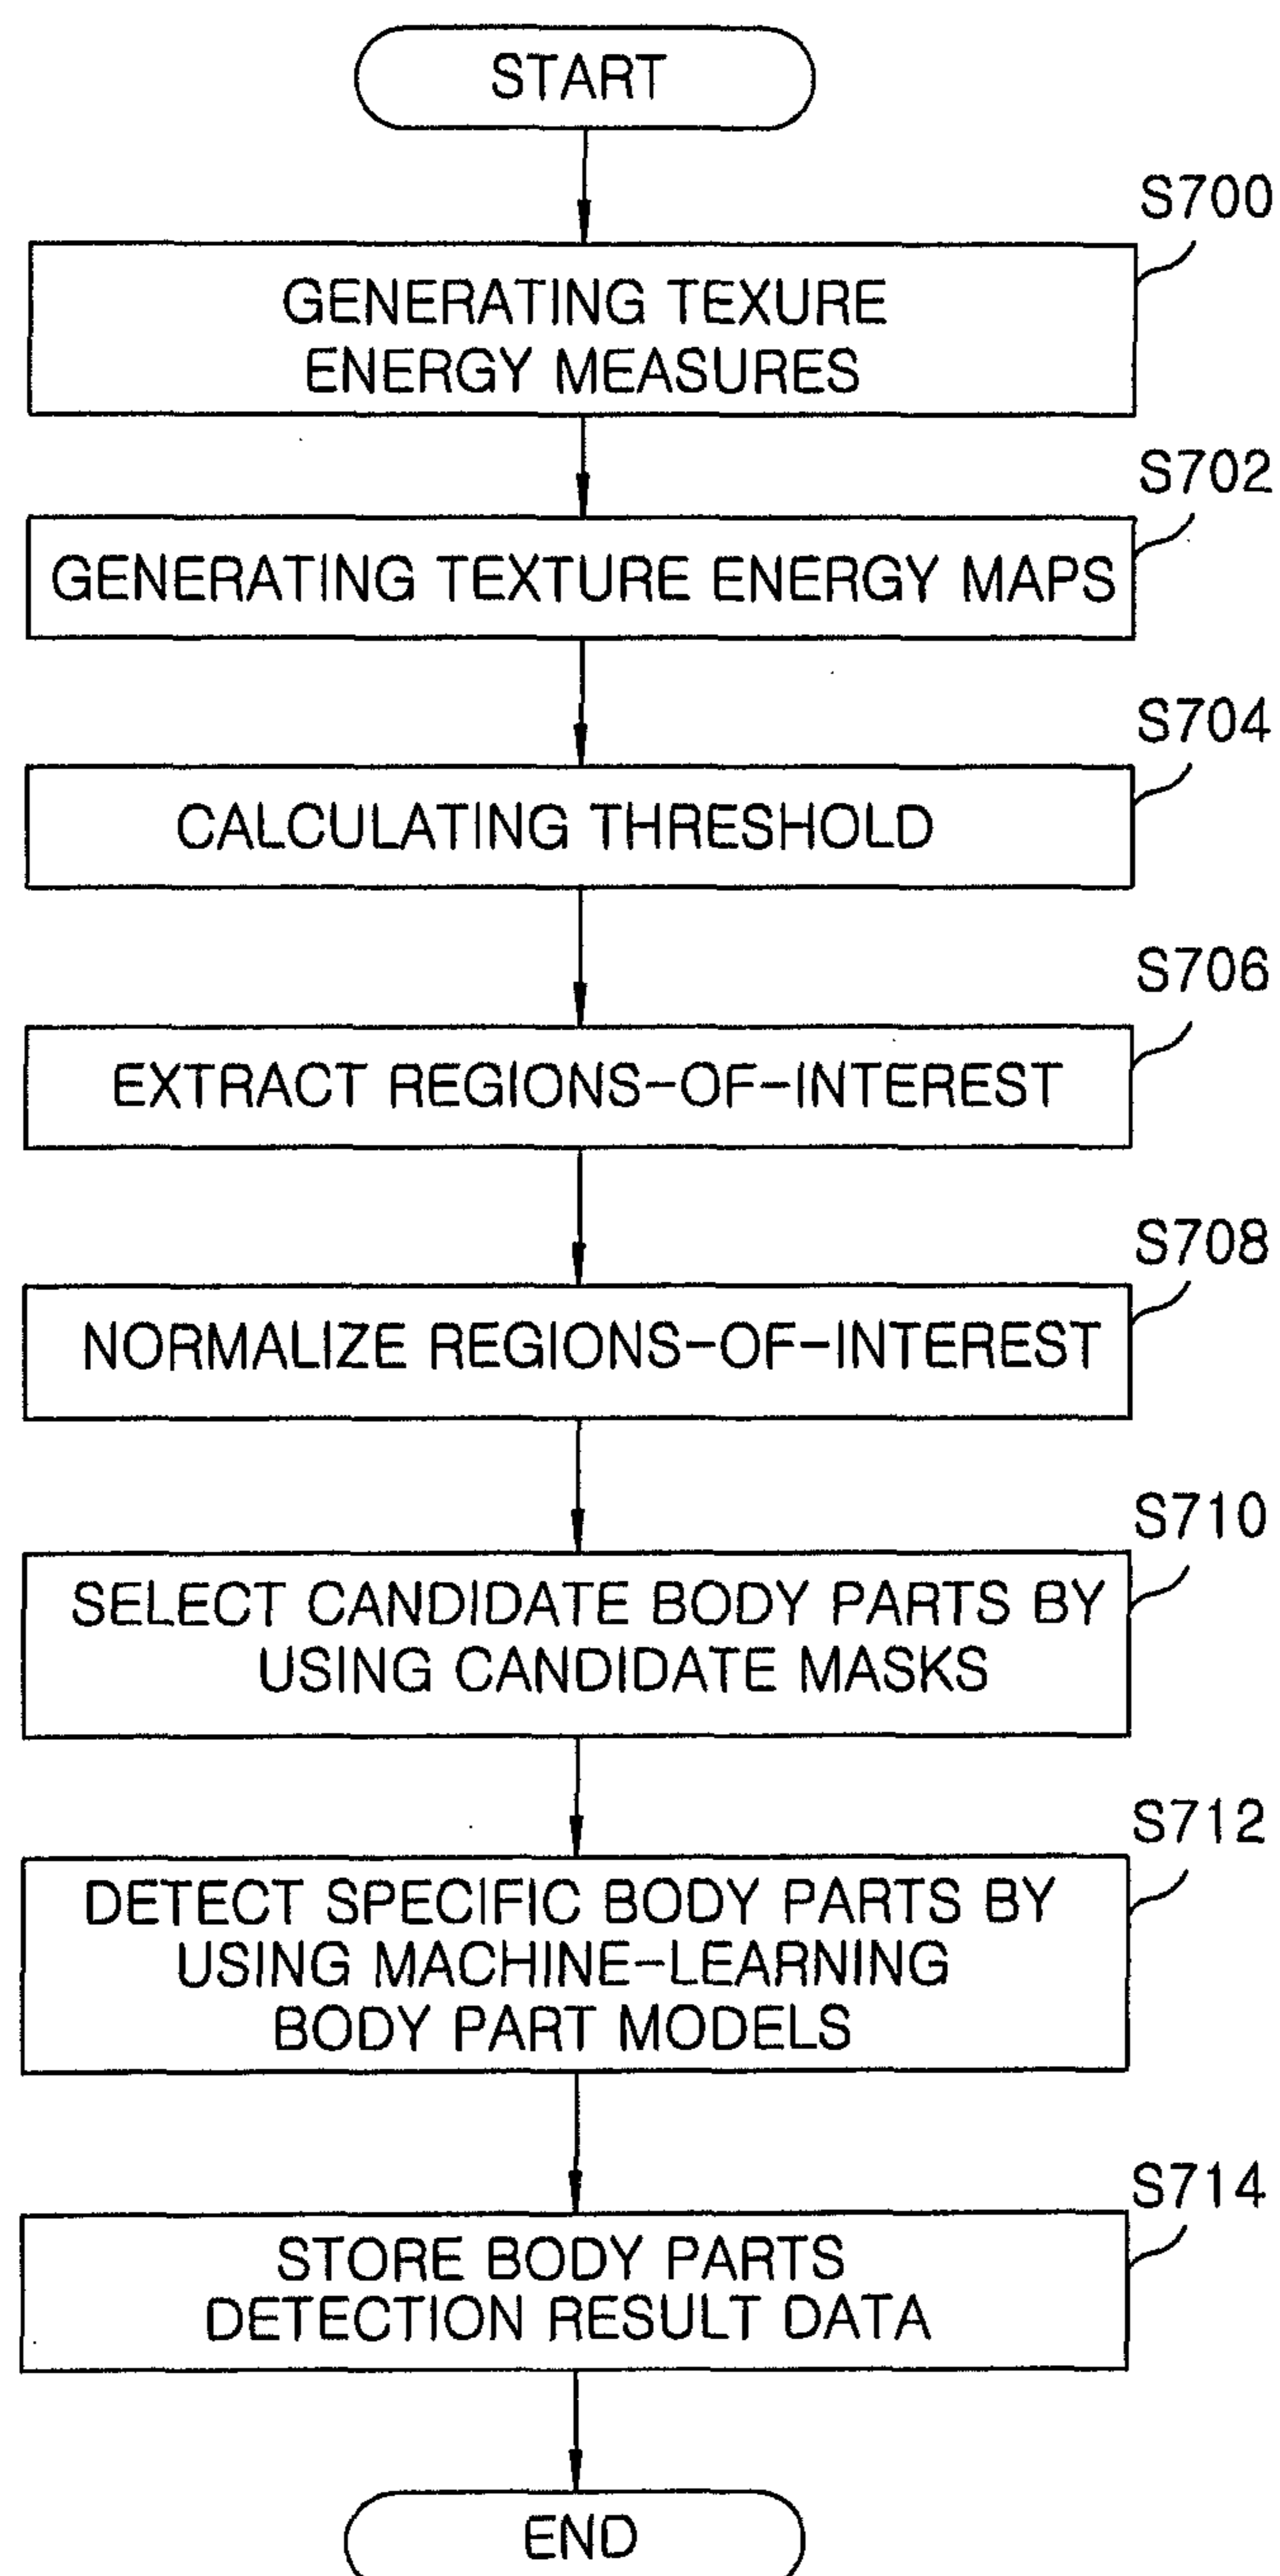 START
S700
GENERATING TEXURE
ENERGY MEASURES
S702
GENERATING TEXTURE ENERGY MAPS
S704
CALCULATING THRESHOLD
S706
EXTRACT REGIONS-OF-INTEREST
S708
NORMALIZE REGIONS-OF-INTEREST
S710
SELECT CANDIDATE BODY PARTS BY
USING CANDIDATE MASKS
S712
DETECT SPECIFIC BODY PARTS BY
USING MACHINE-LEARNING
BODY PART MODELS
S714
STORE BODY PARTS
DETECTION RESULT DATA
END